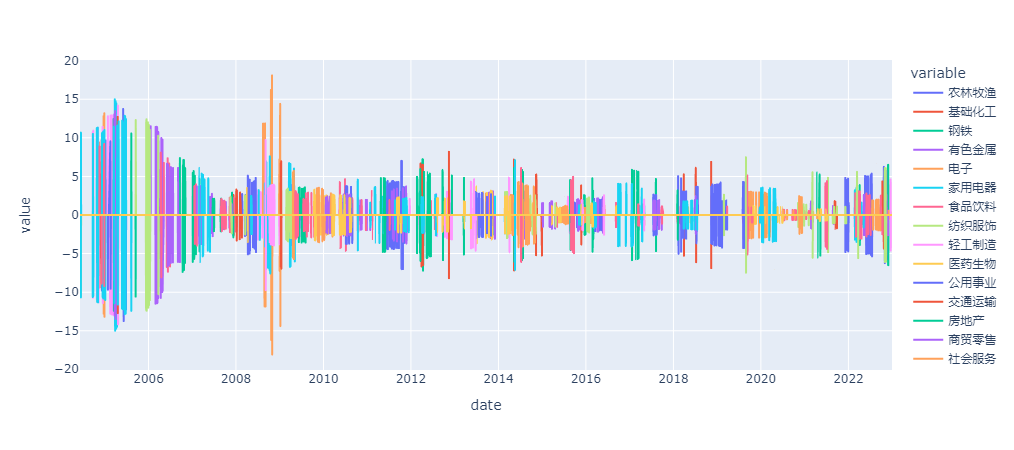 20
15
10
5
0
−5
−10
−15
−20
value
2006
2008
2010
2012
2014
2016
2018
2020
2022
date
variable
农林牧渔
基础化工
钢铁
有色金属
电子
家用电器
食品饮料
纺织服饰
轻工制造
医药生物
公用事业
交通运输
房地产
商贸零售
社会服务